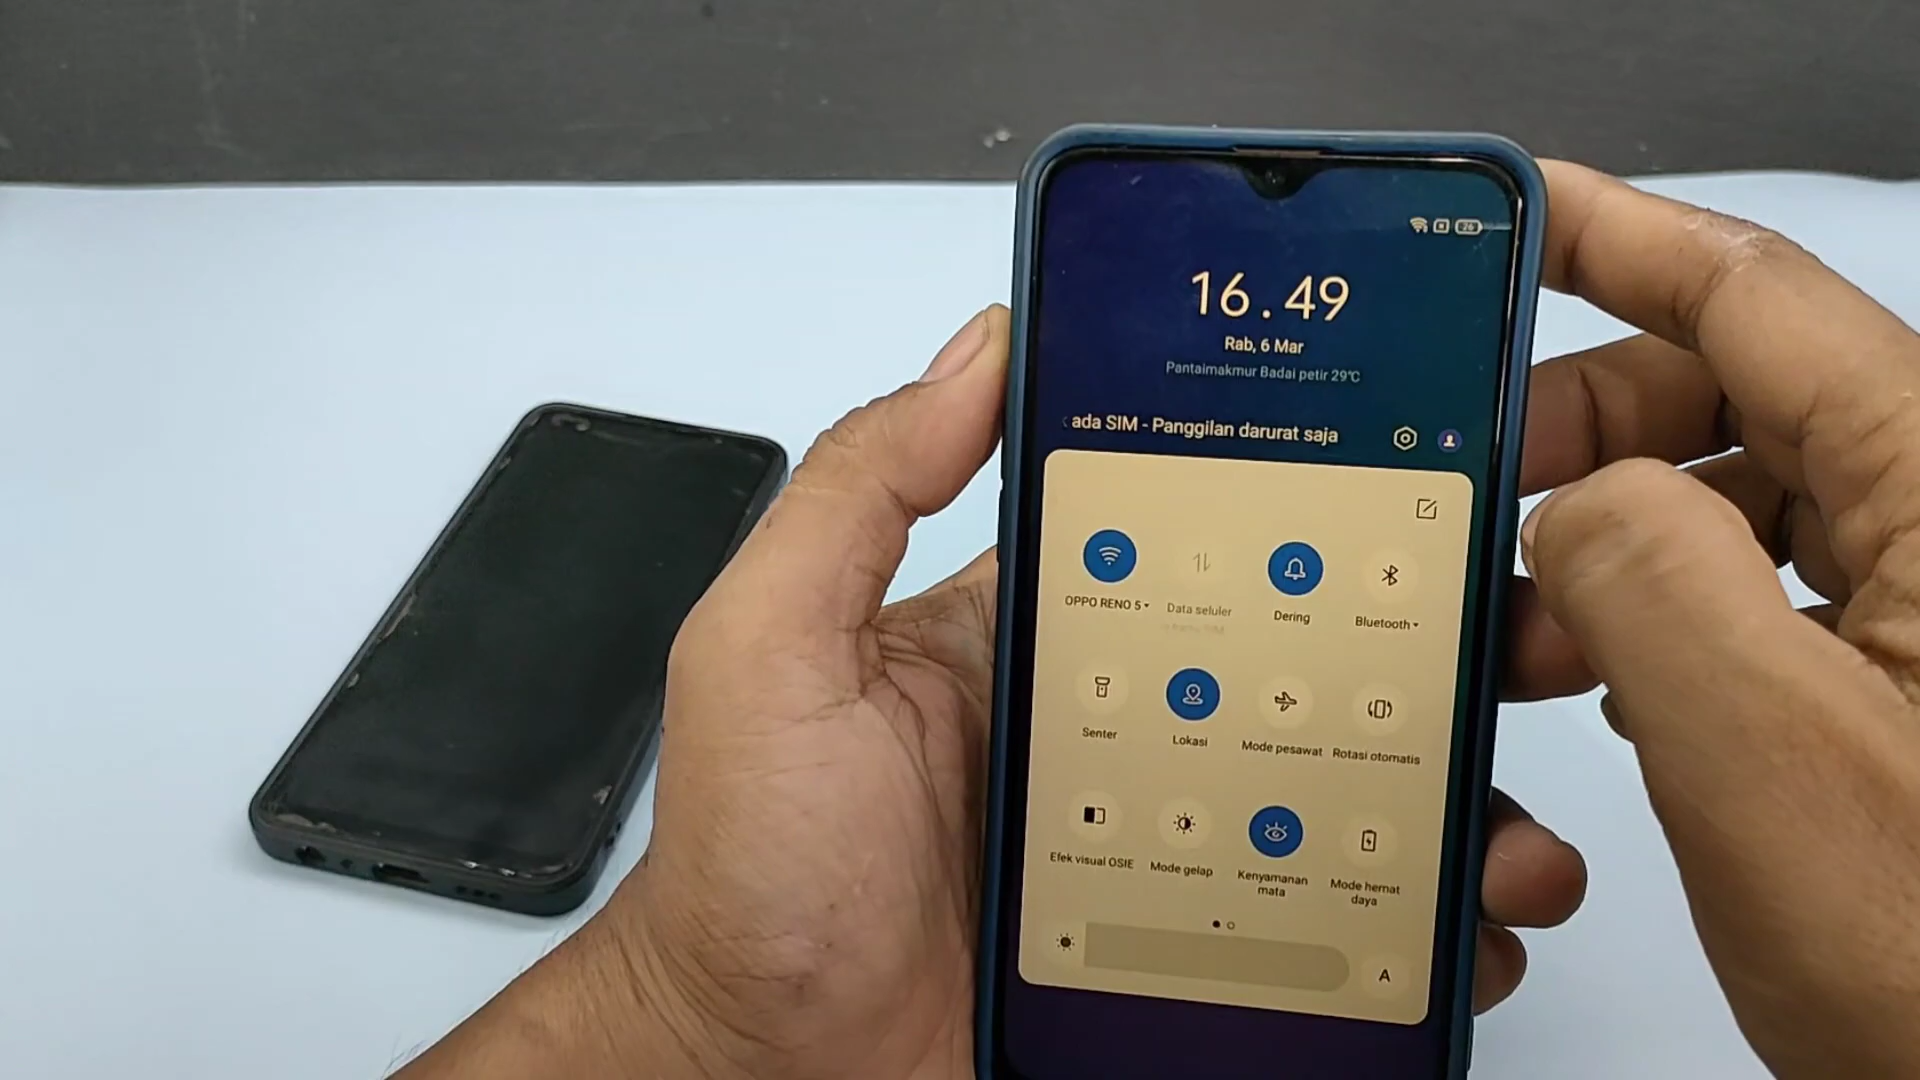 26
16.49
Rab, 6 Mar
Pantaimakmur Badai petir 29°C
ada SIM - Panggilan darurat saja
OPPO RENO 5
Data seluler
Dering
Bluetooth
Senter
Lokasi
Mode pesawat
Rotasi otomatis
Efek visual OSIE
Mode gelap
Kenyamanan
mata
Mode hemat
daya
A